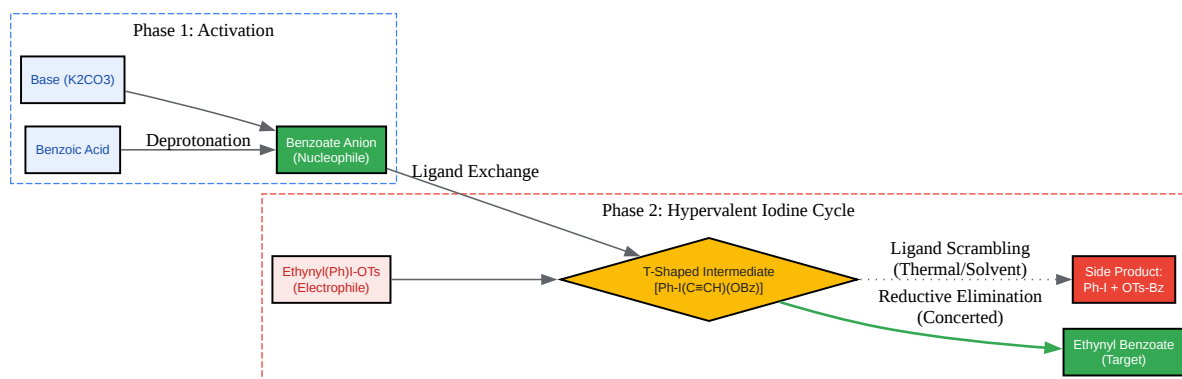 Phase 1: Activation
Base (K2CO3)
Benzoic Acid
Deprotonation
Benzoate Anion
(Nucleophile)
Ligand Exchange
Phase 2: Hypervalent Iodine Cycle
Ethynyl(Ph)I-OTs
(Electrophile)
T-Shaped Intermediate
[Ph-I(C≡CH)(OBz)]
Ligand Scrambling
(Thermal/Solvent)
Side Product:
Ph-I + OTs-Bz
Reductive Elimination
(Concerted)
Ethynyl Benzoate
(Target)